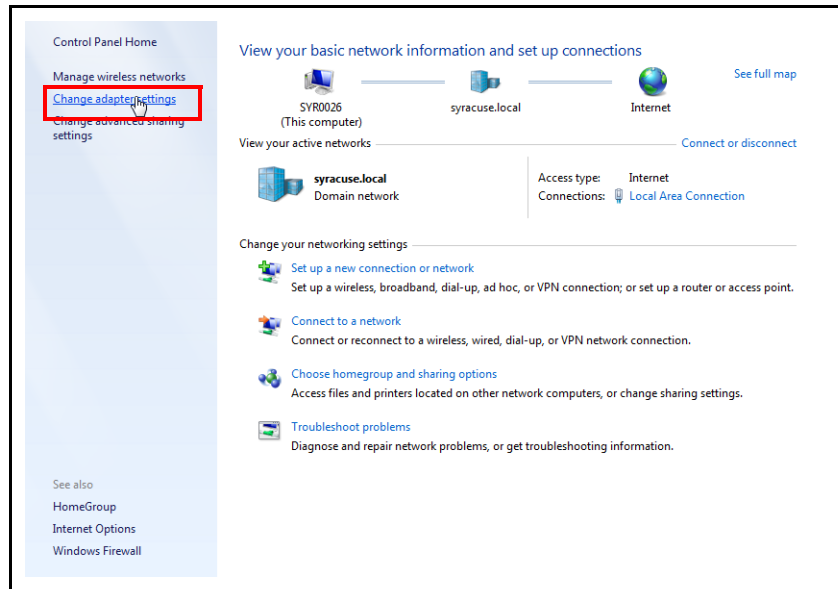 Control Panel Home
Manage wireless networks
Change adapter settings
Change advanced sharing
settings
See also
HomeGroup
Internet Options
Windows Firewall
View your basic network information and set up connections
See full map
SYR0026
(This computer)
syracuse.local
Internet
View your active networks
Connect or disconnect
syracuse.local
Domain network
Access type: Internet
Connections: Local Area Connection
Change your networking settings
Set up a new connection or network
Set up a wireless, broadband, dial-up, ad hoc, or VPN connection; or set up a router or access point.
Connect to a network
Connect or reconnect to a wireless, wired, dial-up, or VPN network connection.
Choose homegroup and sharing options
Access files and printers located on other network computers, or change sharing settings.
Troubleshoot problems
Diagnose and repair network problems, or get troubleshooting information.